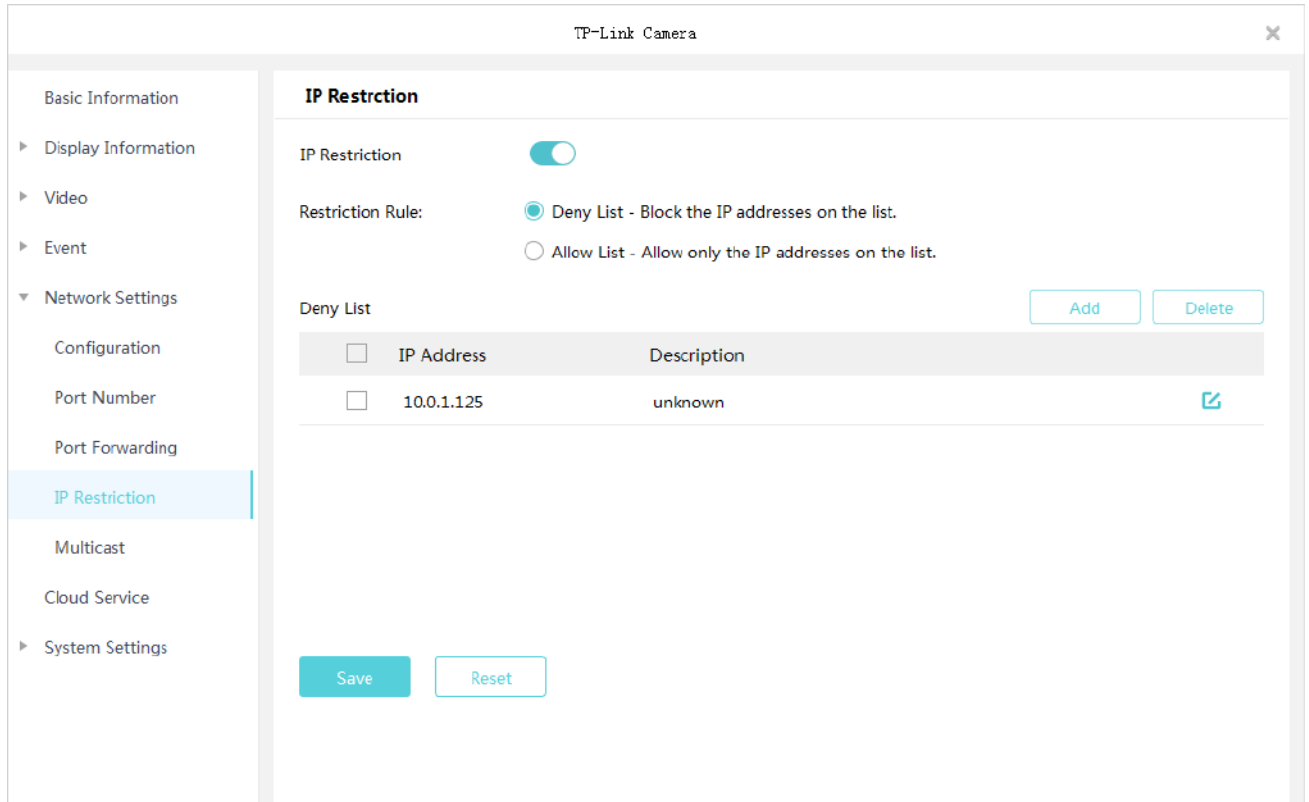 TP-Link Camera
Basic Information
Display Information
Video
Event
Network Settings
Configuration
Port Number
Port Forwarding
IP Restriction
Multicast
Cloud Service
System Settings
IP Restrction
IP Restriction
Restriction Rule:
Deny List - Block the IP addresses on the list.
Allow List - Allow only the IP addresses on the list.
Deny List
Add
Delete
IP Address
Description
10.0.1.125
unknown
Save
Reset